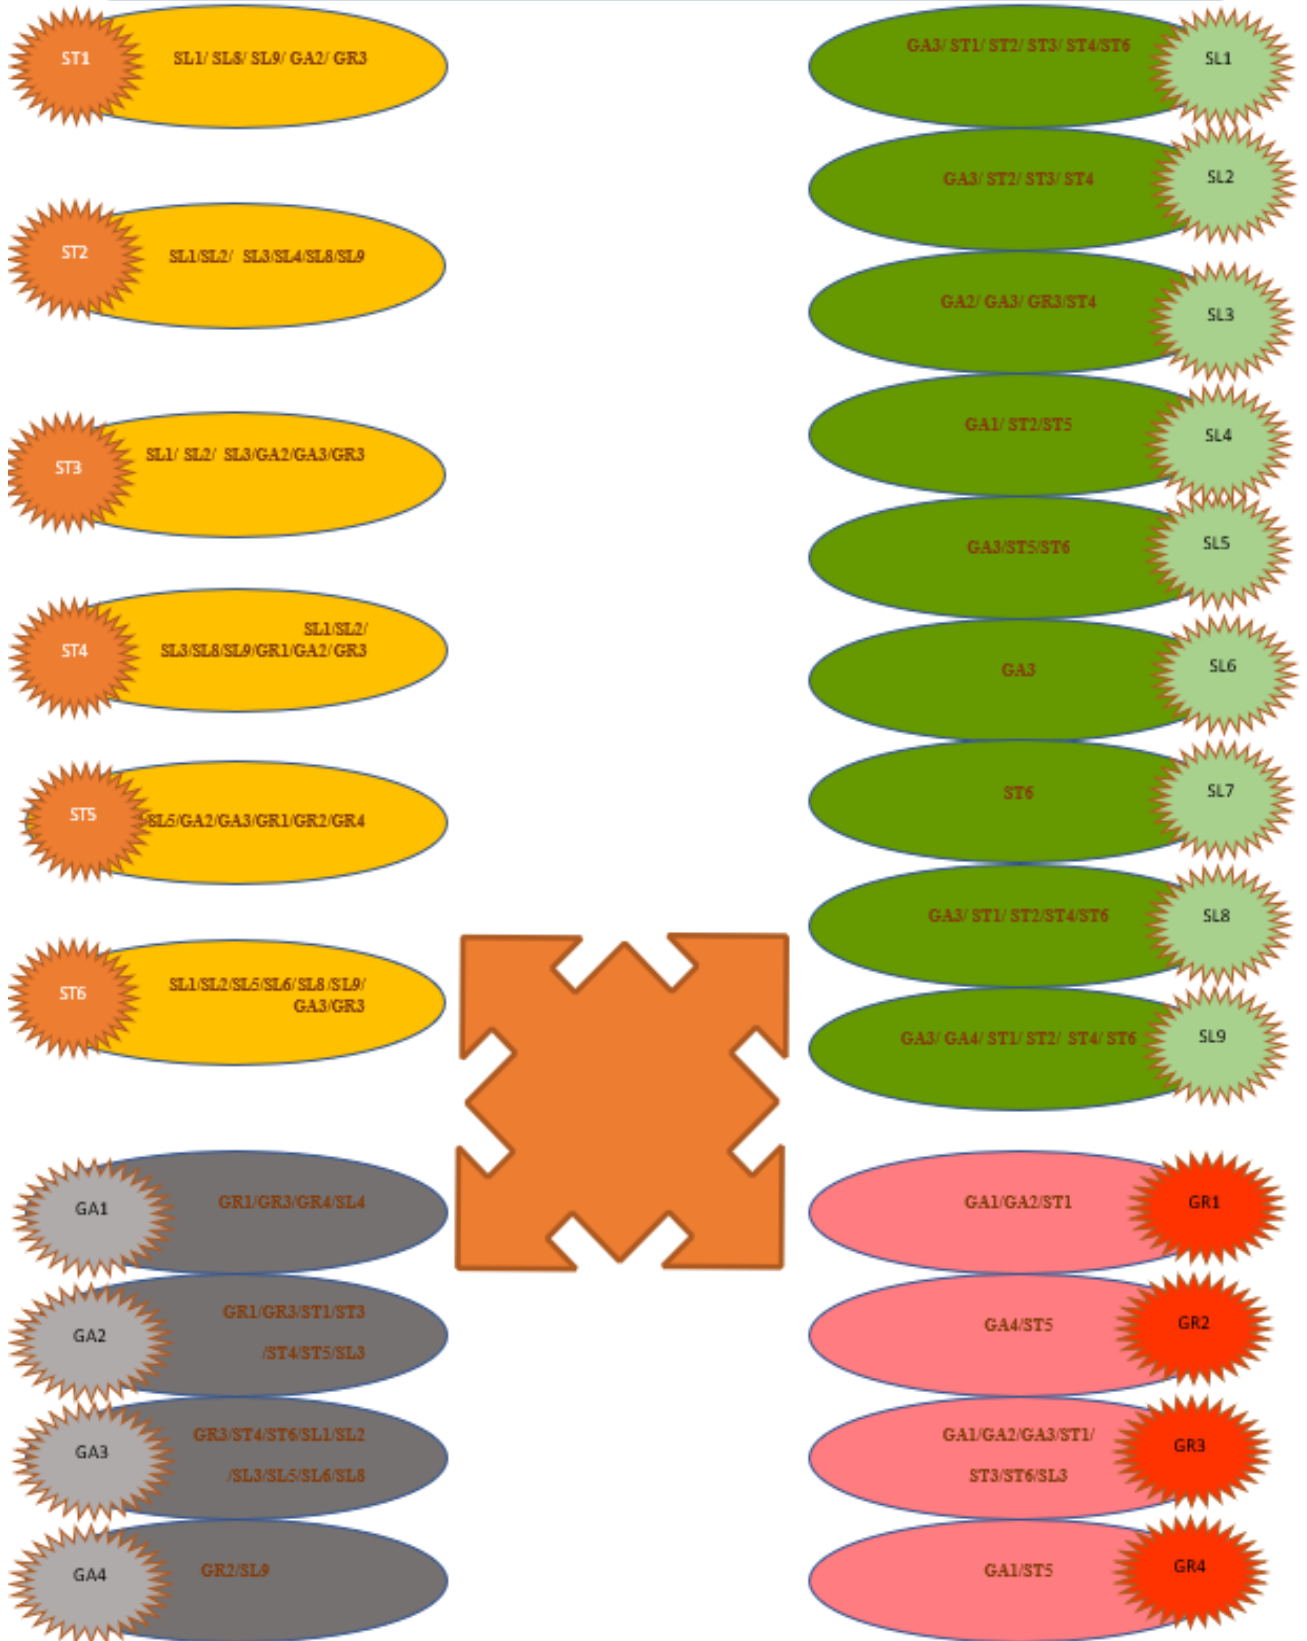 ST1
SL1/ SL8/ SL9/ GA2/ GR3
ST2
SL1/SL2/ SL3/SL4/SL8/SL9
ST3
SL1/ SL2/ SL3/GA2/GA3/GR3
ST4
SL1/SL2/
SL3/SL8/SL9/GR1/GA2/GR3
ST5
SL5/GA2/GA3/GR1/GR2/GR4
ST6
SL1/SL2/SL5/SL6/SL8/SL9/
GA3/GR3
GA3/ ST1/ ST2/ ST3/ ST4/ST6
SL1
GA3/ ST2/ ST3/ ST4
SL2
GA2/ GA3/ GR3/ST4
SL3
GA1/ ST2/ST5
SL4
GA3/ST5/ST6
SL5
GA3
SL6
ST6
SL7
GA3/ ST1/ ST2/ST4/ST6
SL8
GA3/ GA4/ ST1/ ST2/ ST4/ ST6
SL9
GA1
GR1/GR3/GR4/SL4
GA2
GR1/GR3/ST1/ST3
/ST4/ST5/SL3
GA3
GR3/ST4/ST6/SL1/SL2
/SL3/SL5/SL6/SL8
GA4
GR2/SL9
GA1/GA2/ST1
GR1
GA4/ST5
GR2
GA1/GA2/GA3/ST1/
ST3/ST6/SL3
GR3
GA1/ST5
GR4